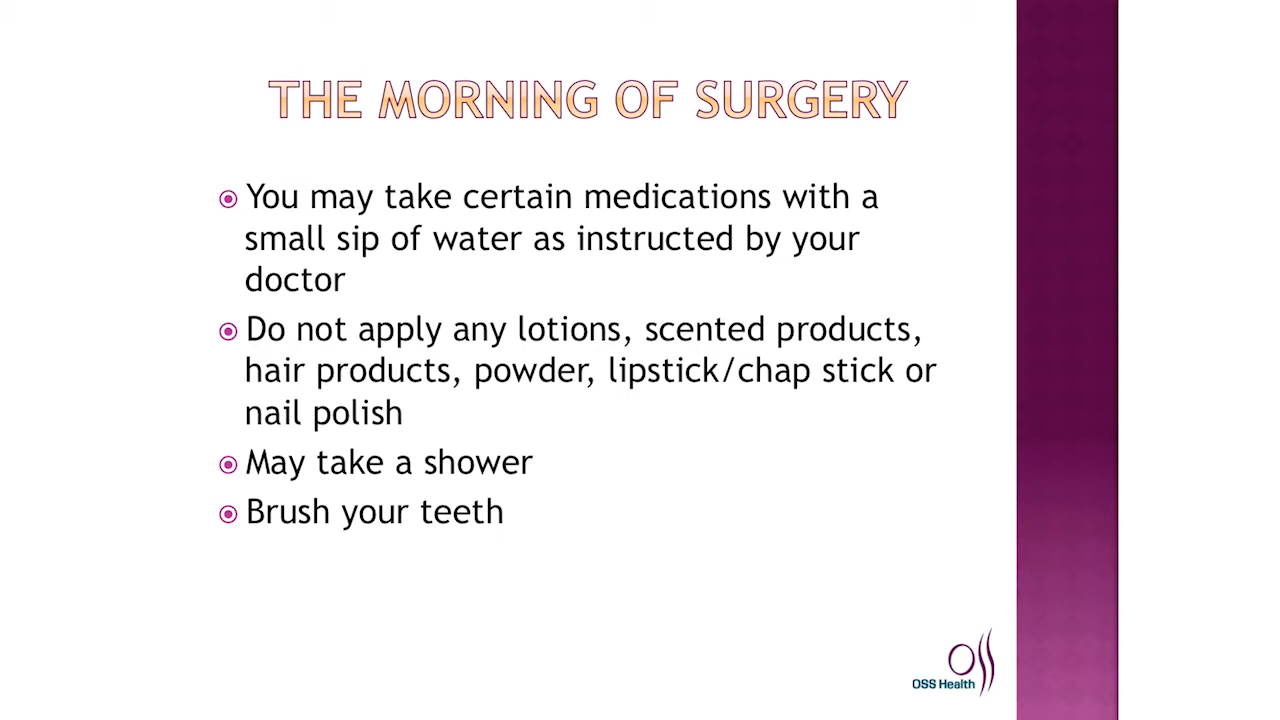 THE MORNING OF SURGERY
You may take certain medications with a
small sip of water as instructed by your
doctor
Do not apply any lotions, scented products,
hair products, powder, lipstick/chap stick or
nail polish
May take a shower
Brush your teeth
OSS Health